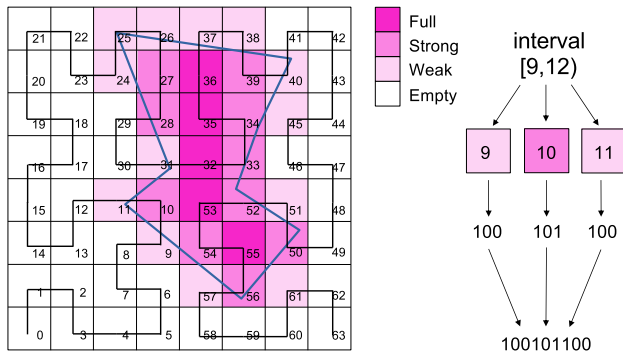 21 22 25 26 37 38 41 42
20 23 24 27 36 39 40 43
19 18 29 28 35 34 45 44
16 17 30 31 32 33 46 47
15 12 11 10 53 52 51 48
14 13 8 9 54 55 50 49
1 2 7 6 57 56 61 62
0 3 4 5 58 59 60 63
Full
Strong
Weak
Empty
interval
[9,12)
9 10 11
100 101 100
100101100